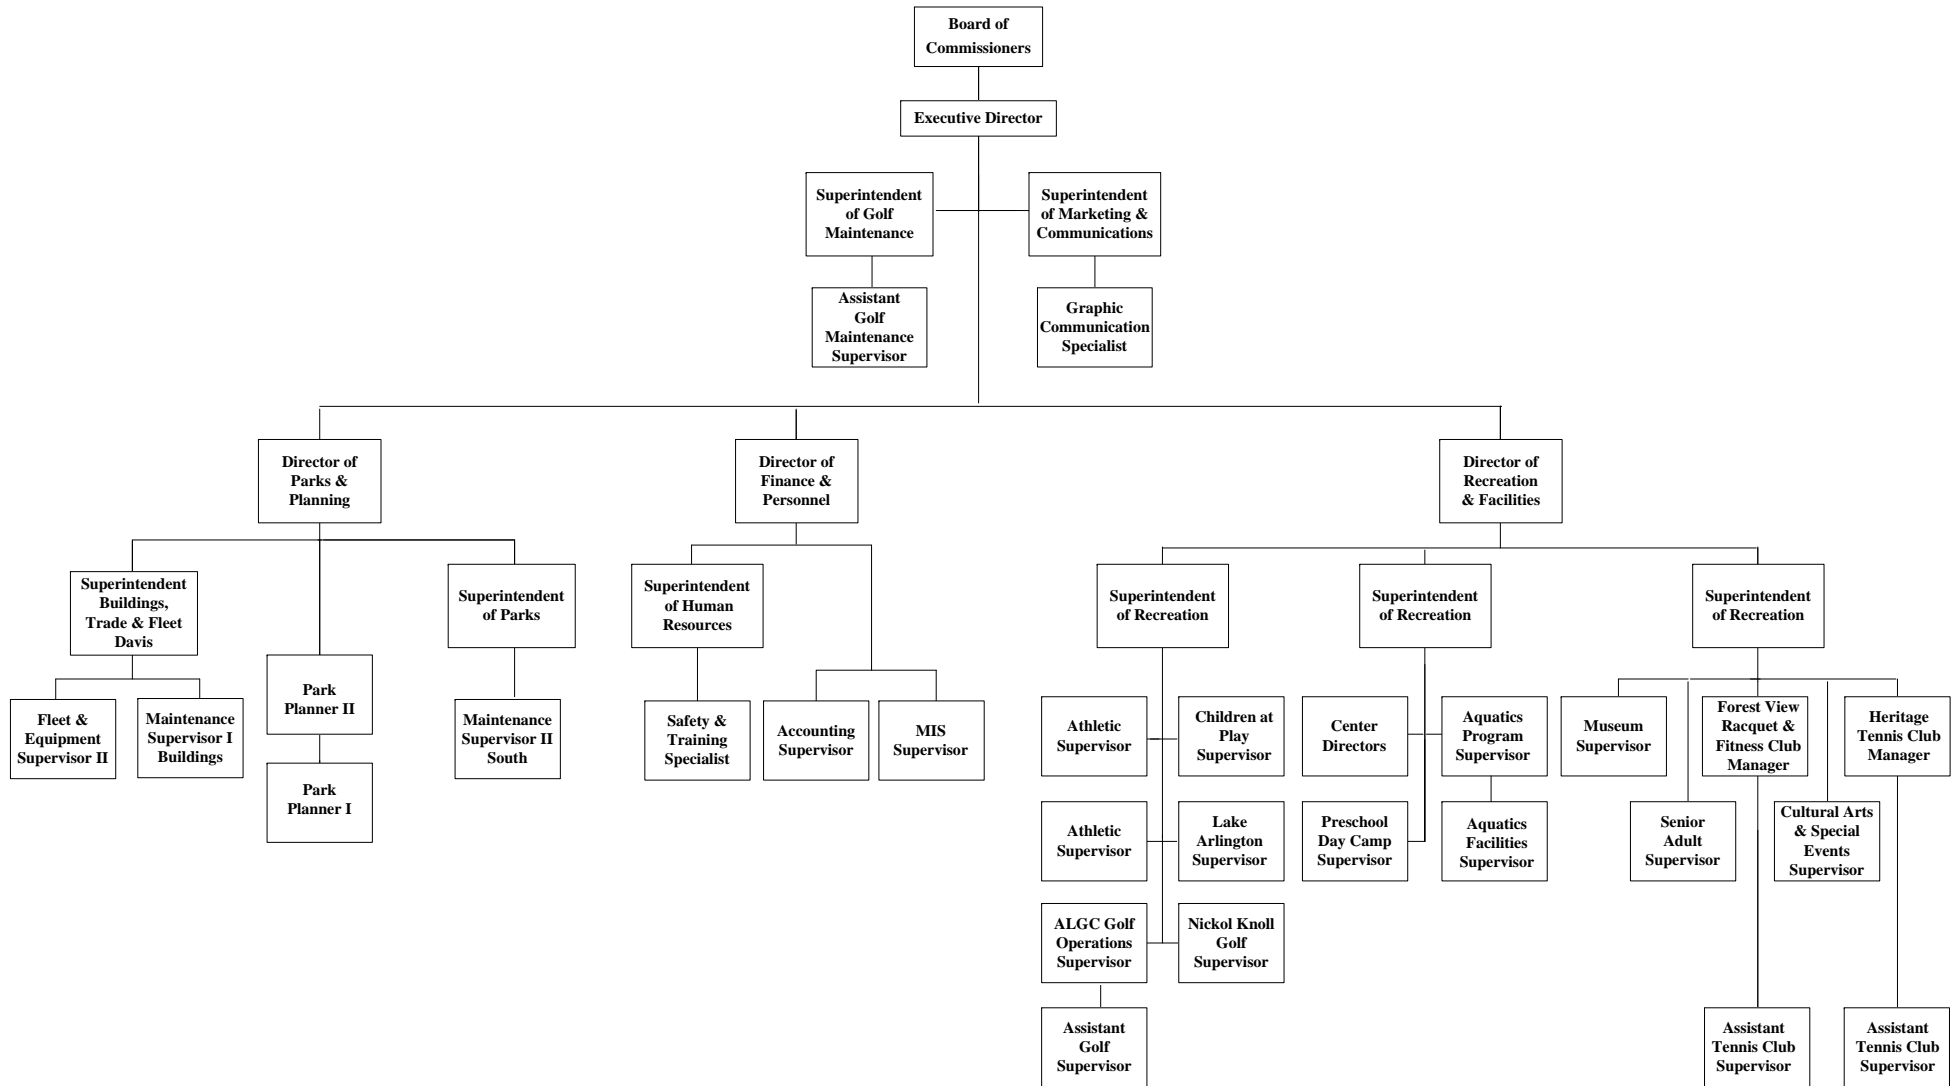 Board of
Commissioners
Executive Director
Superintendent
of Golf
Maintenance
Superintendent
of Marketing &
Communications
Assistant
Golf
Maintenance
Supervisor
Graphic
Communication
Specialist
Director of
Parks &
Planning
Director of
Finance &
Personnel
Director of
Recreation
& Facilities
Superintendent
Buildings,
Trade & Fleet
Davis
Superintendent
of Parks
Superintendent
of Human
Resources
Superintendent
of Recreation
Superintendent
of Recreation
Superintendent
of Recreation
Fleet &
Equipment
Supervisor II
Maintenance
Supervisor I
Buildings
Park
Planner II
Park
Planner I
Maintenance
Supervisor II
South
Safety &
Training
Specialist
Accounting
Supervisor
MIS
Supervisor
Athletic
Supervisor
Children at
Play
Supervisor
Athletic
Supervisor
Lake
Arlington
Supervisor
ALGC Golf
Operations
Supervisor
Nickol Knoll
Golf
Supervisor
Assistant
Golf
Supervisor
Center
Directors
Aquatics
Program
Supervisor
Preschool
Day Camp
Supervisor
Aquatics
Facilities
Supervisor
Museum
Supervisor
Forest View
Racquet &
Fitness Club
Manager
Heritage
Tennis Club
Manager
Senior
Adult
Supervisor
Cultural Arts
& Special
Events
Supervisor
Assistant
Tennis Club
Supervisor
Assistant
Tennis Club
Supervisor